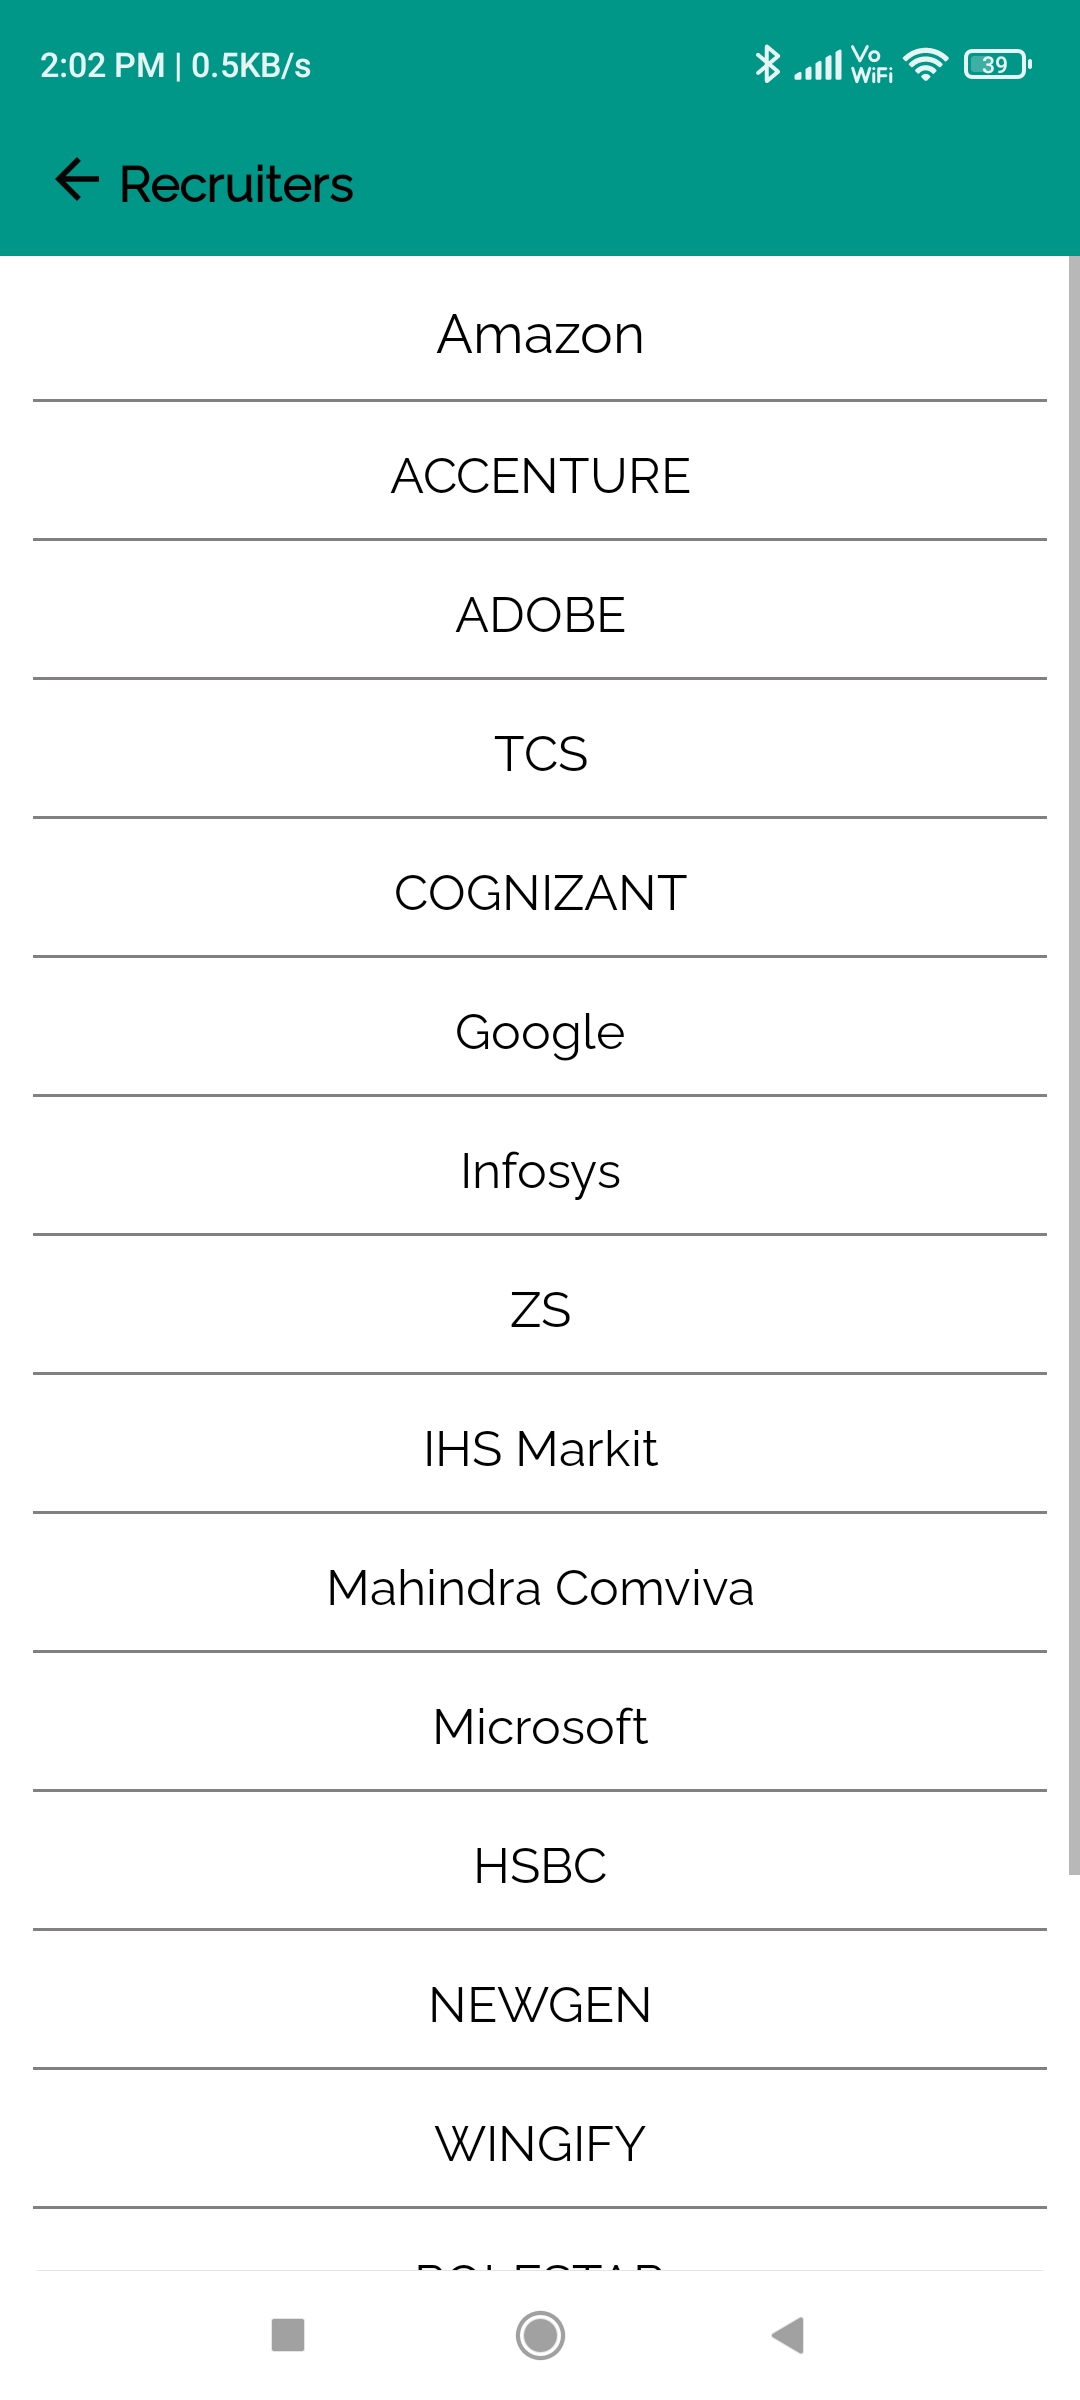 2:02 PM | 0.5KB/s Vo WiFi 39
Recruiters
Amazon
ACCENTURE
ADOBE
TCS
COGNIZANT
Google
Infosys
ZS
IHS Markit
Mahindra Comviva
Microsoft
HSBC
NEWGEN
WINGIFY